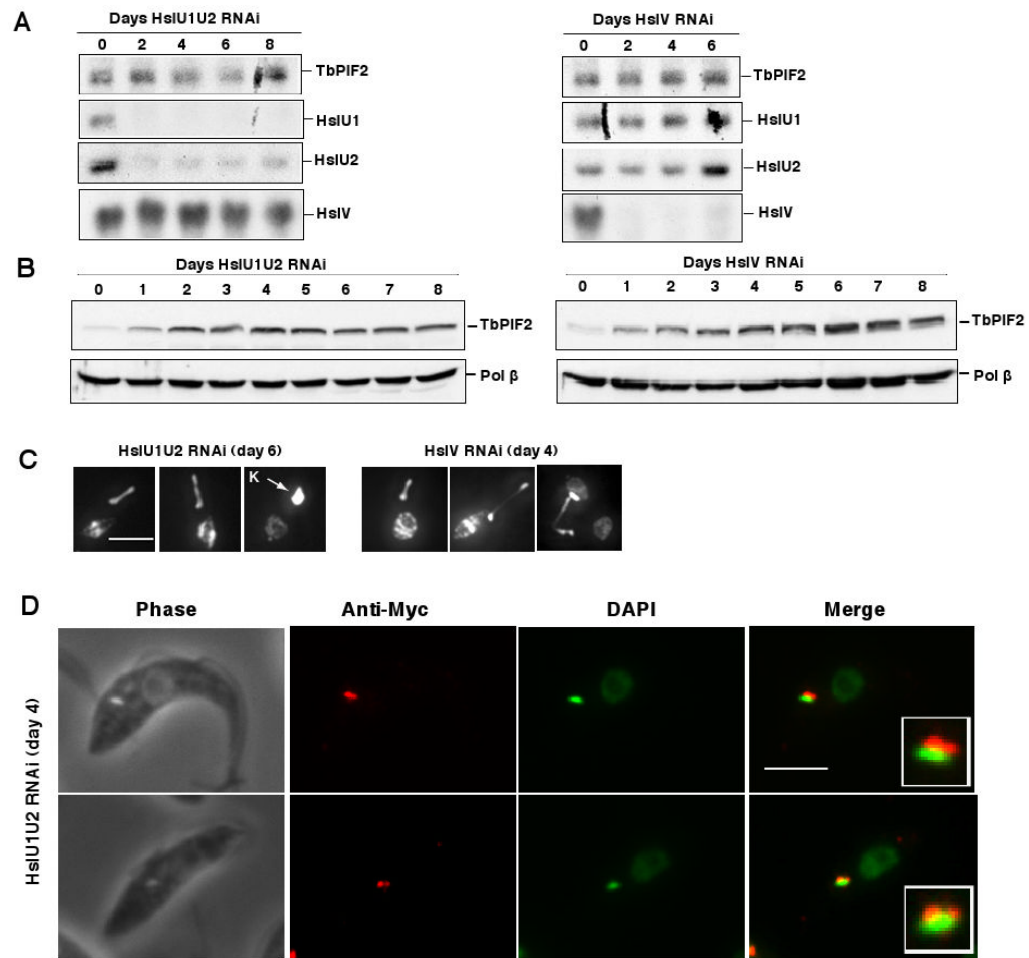 A
Days HslU1U2 RNAi
0 2 4 6 8
TbPIF2
HslU1
HslU2
HslV
Days HslV RNAi
0 2 4 6
TbPIF2
HslU1
HslU2
HslV
B
Days HslU1U2 RNAi
0 1 2 3 4 5 6 7 8
TbPIF2
Pol β
Days HslV RNAi
0 1 2 3 4 5 6 7 8
TbPIF2
Pol β
C
HslU1U2 RNAi (day 6)
K
HslV RNAi (day 4)
D
Phase Anti-Myc DAPI Merge
HslU1U2 RNAi (day 4)